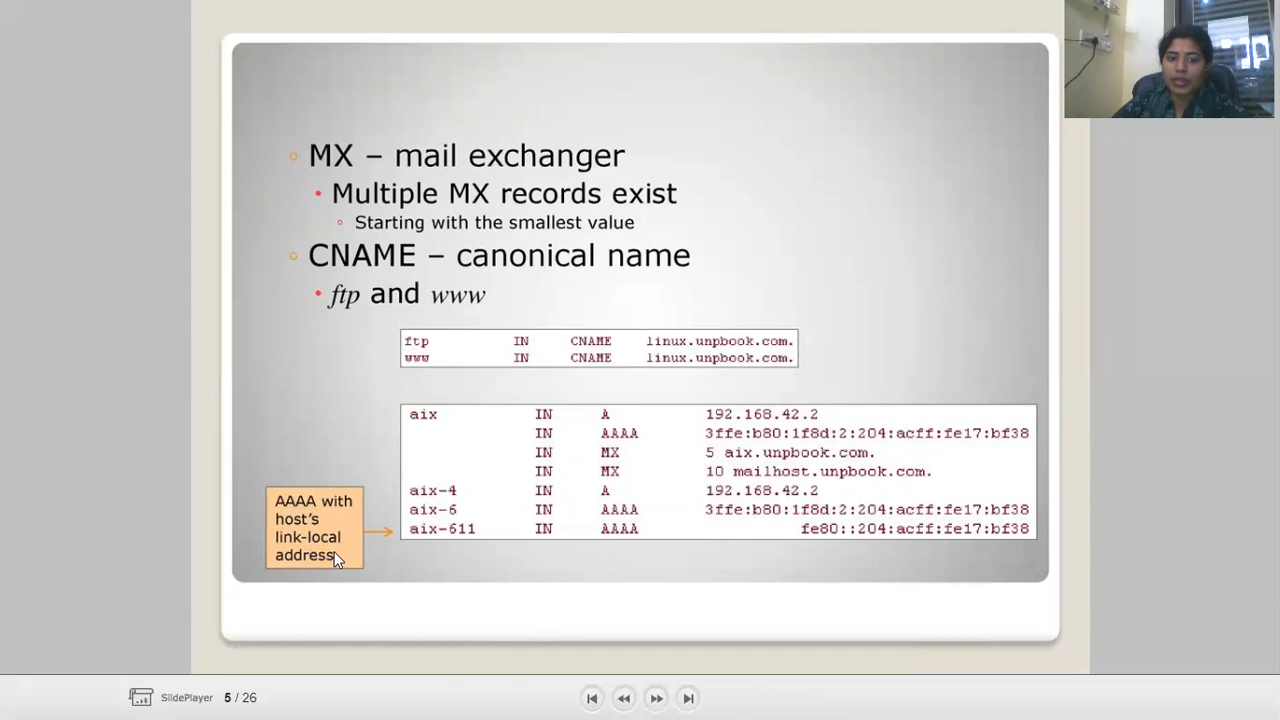 MX – mail exchanger
Multiple MX records exist
Starting with the smallest value
CNAME – canonical name
ftp and www
ftp IN CNAME linux.unpbook.com.
www IN CNAME linux.unpbook.com.
aix IN A 192.168.42.2
IN AAAA 3ffe:b80:1f8d:2:204:acff:fe17:bf38
IN MX 5 aix.unpbook.com.
IN MX 10 mailhost.unpbook.com.
aix-4 IN A 192.168.42.2
aix-6 IN AAAA 3ffe:b80:1f8d:2:204:acff:fe17:bf38
aix-611 IN AAAA fe80::204:acff:fe17:bf38
AAAA with
host's
link-local
address
SlidePlayer 5 / 26